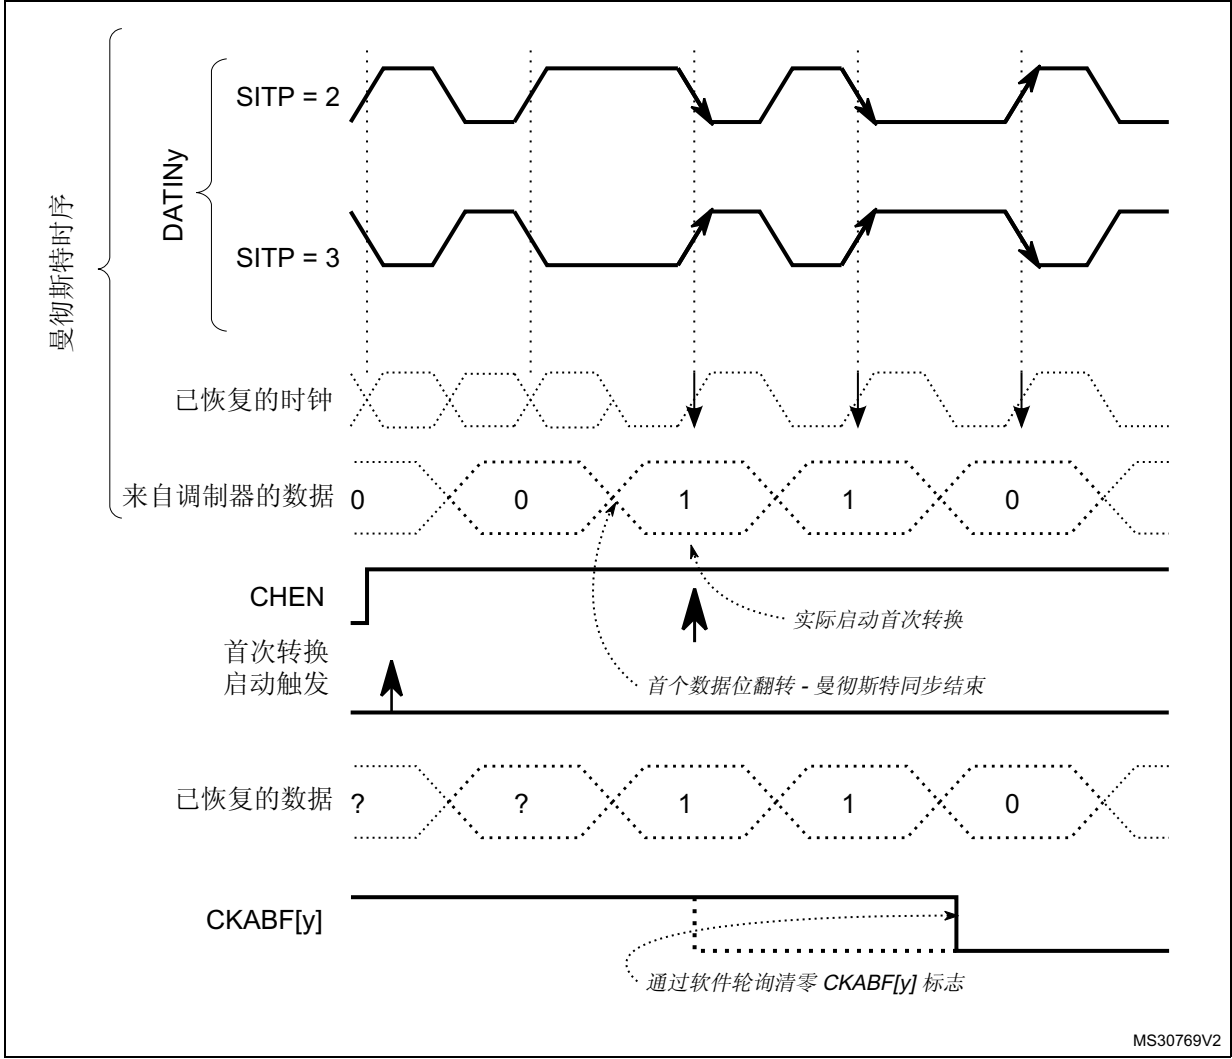 SITP = 2
DATINy
曼彻斯特时序
SITP = 3
已恢复的时钟
来自调制器的数据 0 0 1 1 0
CHEN
实际启动首次转换
首次转换
启动触发
首个数据位翻转 - 曼彻斯特同步结束
已恢复的数据 ? ? 1 1 0
CKABF[y]
通过软件轮询清零 CKABF[y] 标志
MS30769V2